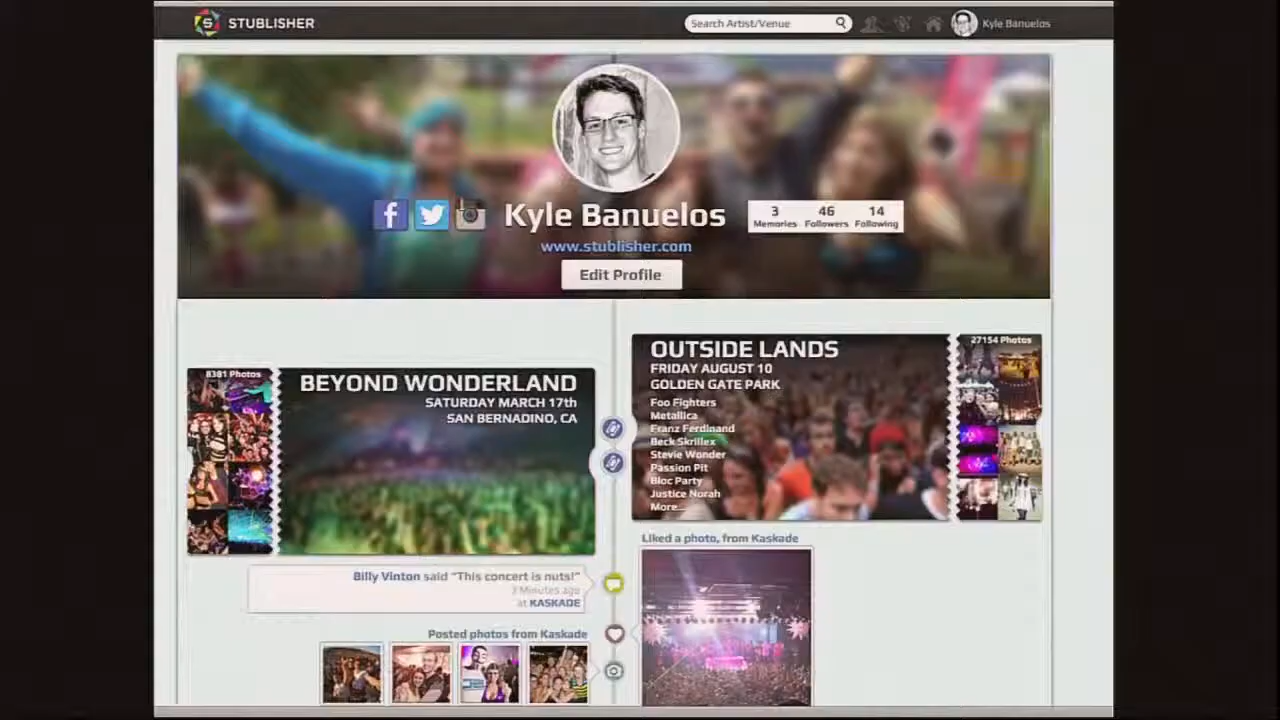 STUBLISHER
Search Artist/Venue
Kyle Banuelos
Kyle Banuelos
3 Memories
46 Followers
14 Following
www.stublisher.com
Edit Profile
8381 Photos
BEYOND WONDERLAND
SATURDAY MARCH 17th
SAN BERNADINO, CA
OUTSIDE LANDS
FRIDAY AUGUST 10
GOLDEN GATE PARK
Foo Fighters
Metallica
Franz Ferdinand
Beck Skrillex
Stevie Wonder
Passion Pit
Bloc Party
Justice Norah
More...
27154 Photos
Billy Vinton said "This concert is nuts!"
3 Minutes ago
at KASKADE
Posted photos from Kaskade
Liked a photo, from Kaskade